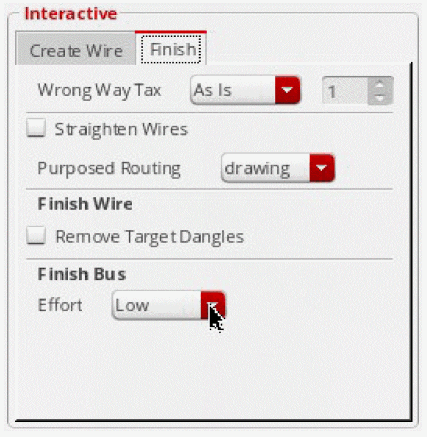 Interactive
Create Wire Finish
Wrong Way Tax As Is 1
Straighten Wires
Purposed Routing drawing
Finish Wire
Remove Target Dangles
Finish Bus
Effort Low